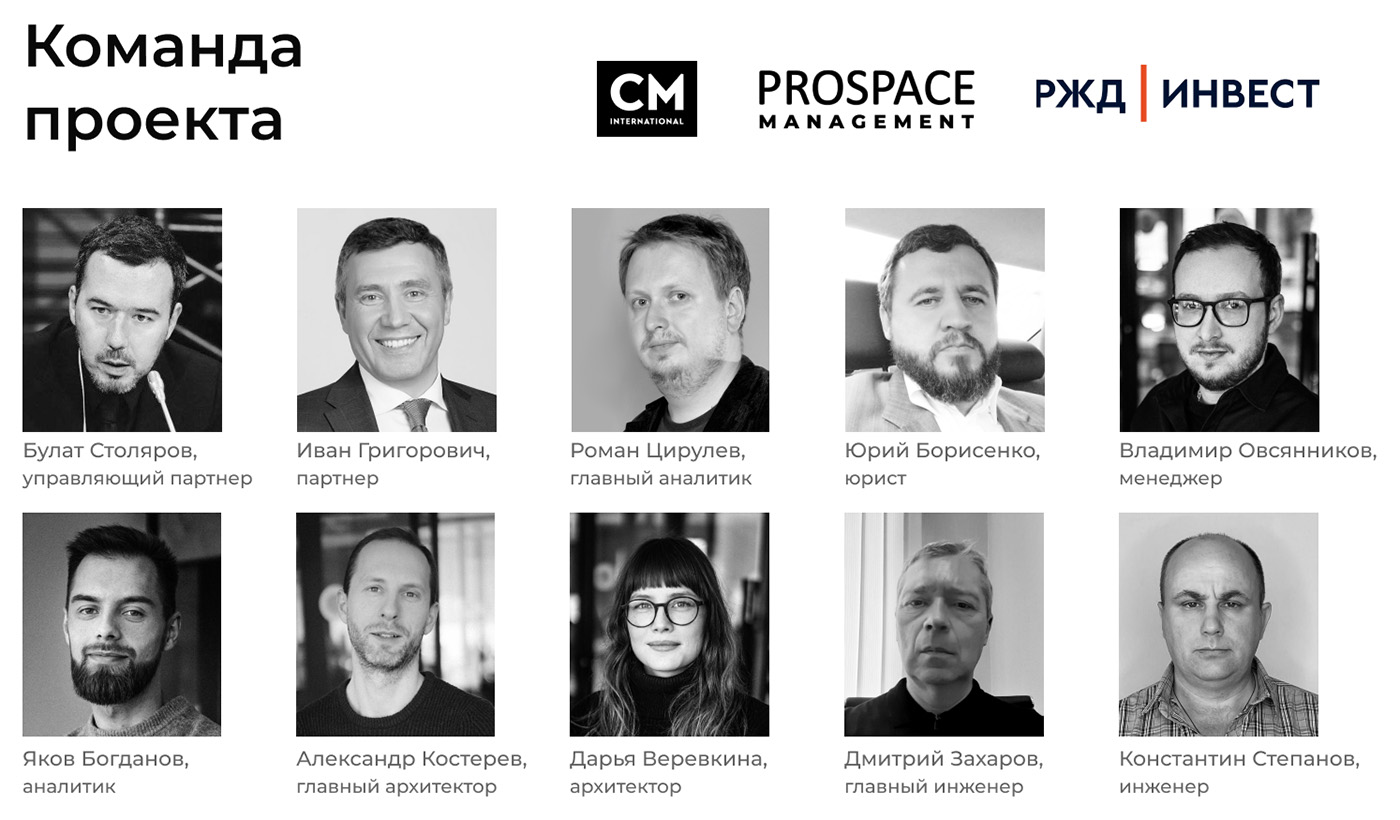 Команда
проекта
CM
INTERNATIONAL
PROSPACE
MANAGEMENT
РЖД | ИНВЕСТ
Булат Столяров,
управляющий партнер
Иван Григорович,
партнер
Роман Цирулев,
главный аналитик
Юрий Борисенко,
юрист
Владимир Овсянников,
менеджер
Яков Богданов,
аналитик
Александр Костерев,
главный архитектор
Дарья Веревкина,
архитектор
Дмитрий Захаров,
главный инженер
Константин Степанов,
инженер